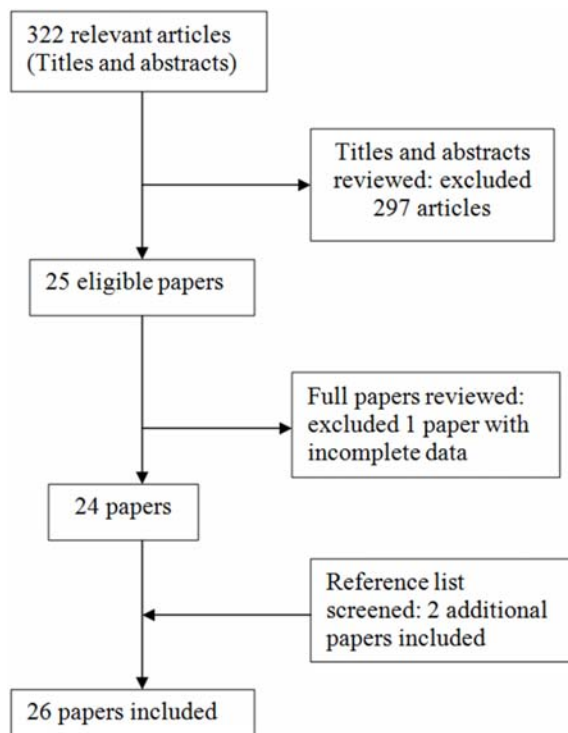 322 relevant articles
(Titles and abstracts)
Titles and abstracts
reviewed: excluded
297 articles
25 eligible papers
Full papers reviewed:
excluded 1 paper with
incomplete data
24 papers
Reference list
screened: 2 additional
papers included
26 papers included